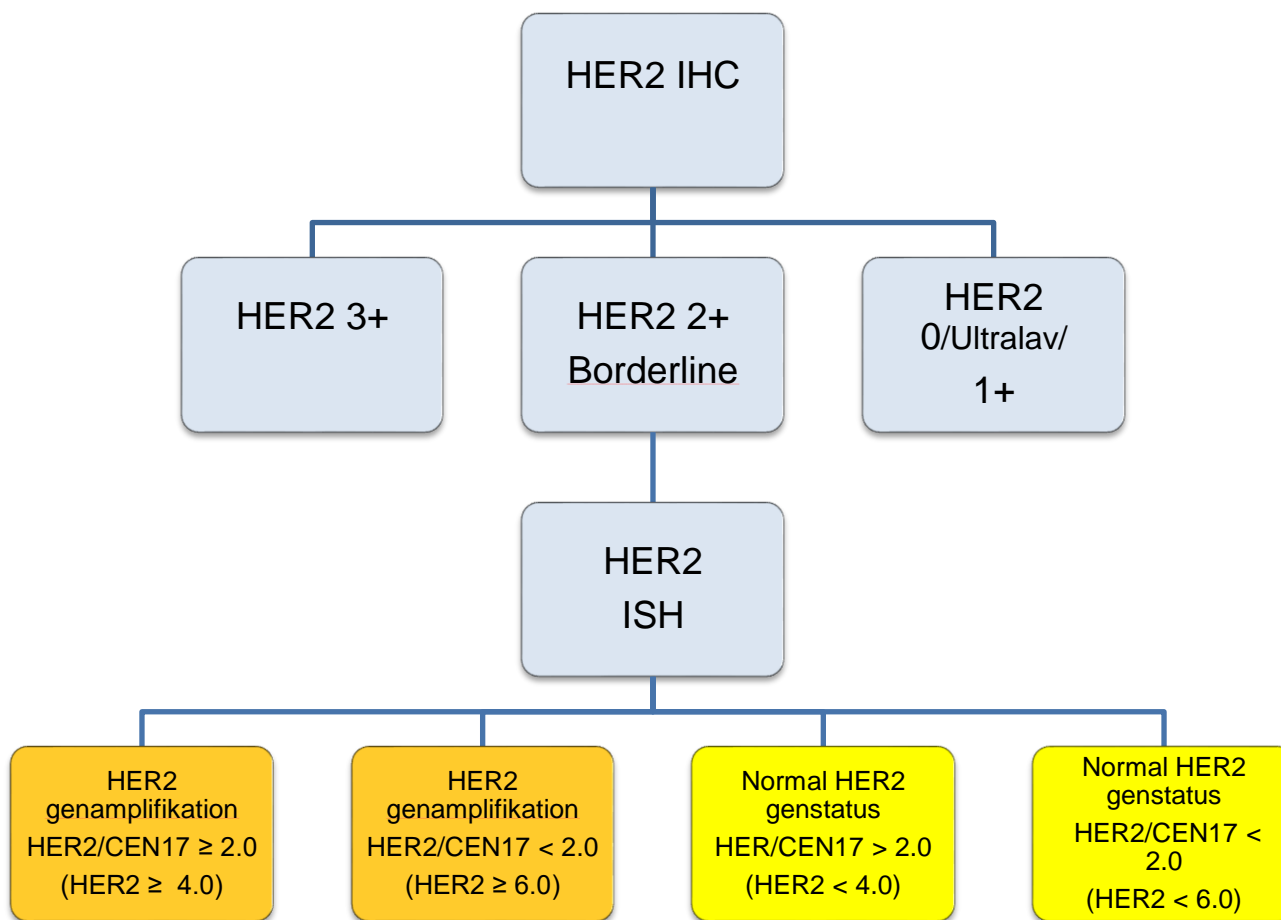 HER2 IHC
HER2 3+
HER2 2+
Borderline
HER2
0/Ultralav/
1+
HER2
ISH
HER2
genamplifikation
HER2/CEN17 ≥ 2.0
(HER2 ≥ 4.0)
HER2
genamplifikation
HER2/CEN17 < 2.0
(HER2 ≥ 6.0)
Normal HER2
genstatus
HER/CEN17 > 2.0
(HER2 < 4.0)
Normal HER2
genstatus
HER2/CEN17 <
2.0
(HER2 < 6.0)